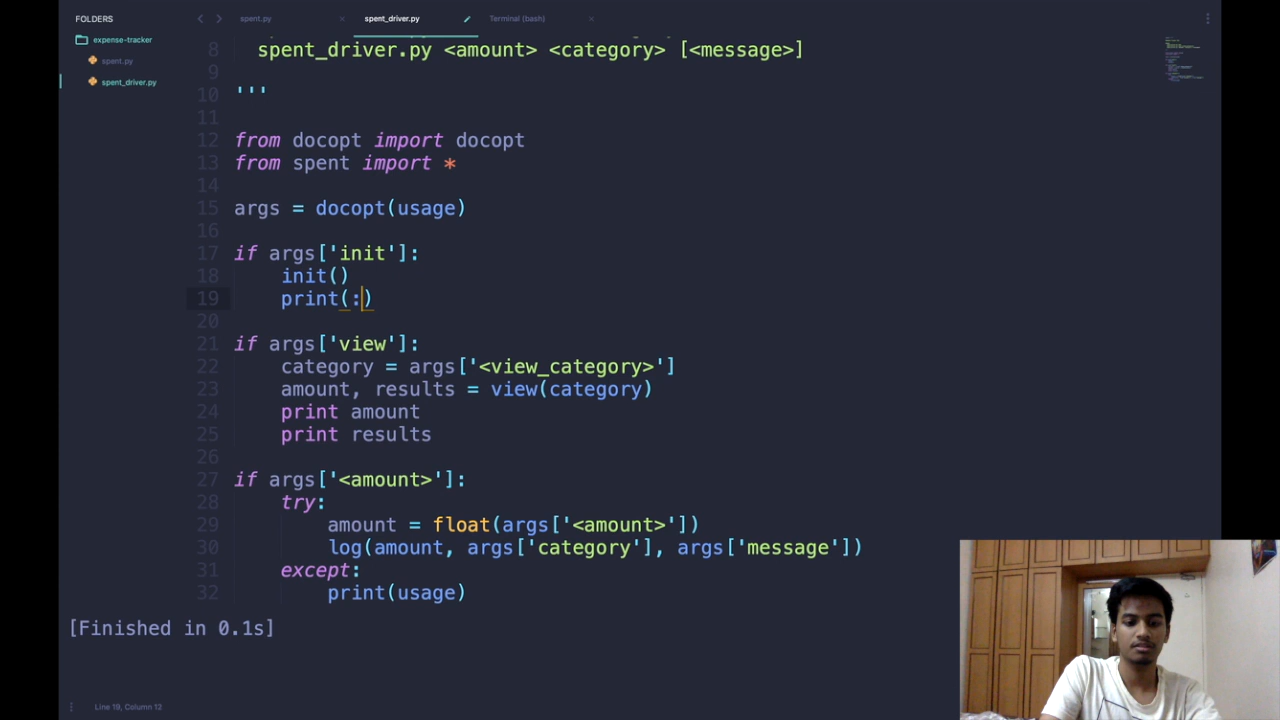 FOLDERS
expense-tracker
spent.py
spent_driver.py
spent.py
spent_driver.py
Terminal (bash)
8 spent_driver.py <amount> <category> [<message>]
9
10 '''
11
12 from docopt import docopt
13 from spent import *
14
15 args = docopt(usage)
16
17 if args['init']:
18 init()
19 print(:)
20
21 if args['view']:
22 category = args['<view_category>']
23 amount, results = view(category)
24 print amount
25 print results
26
27 if args['<amount>']:
28 try:
29 amount = float(args['<amount>'])
30 log(amount, args['category'], args['message'])
31 except:
32 print(usage)
[Finished in 0.1s]
Line 19, Column 12